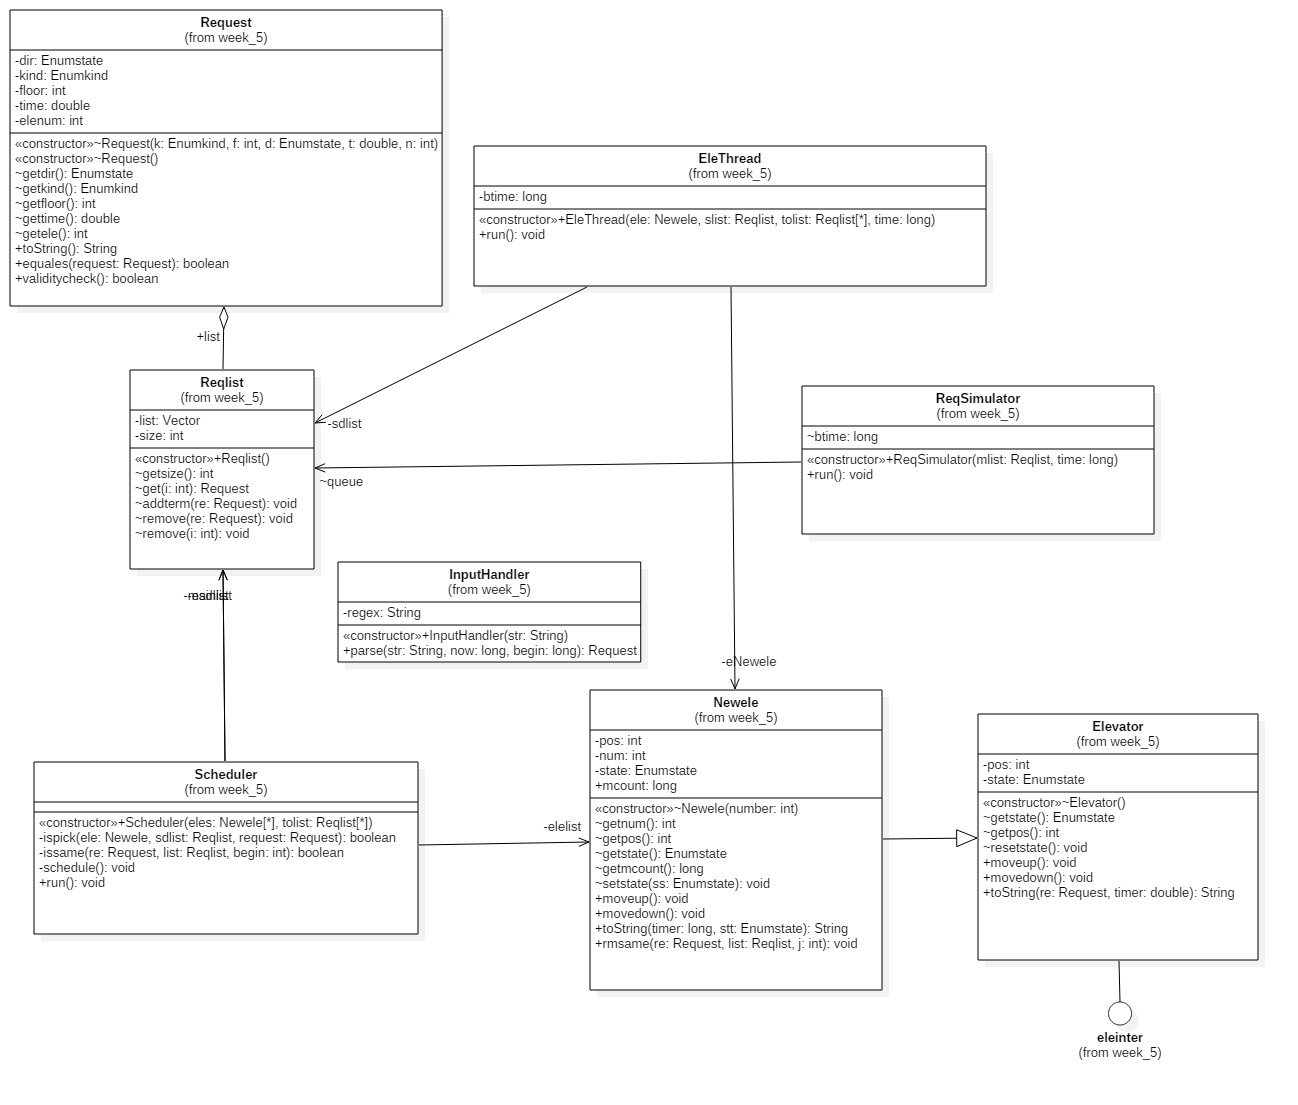 Request
(from week_5)
-dir: Enumstate
-kind: Enumkind
-floor: int
-time: double
-elenum: int
«constructor»~Request(k: Enumkind, f: int, d: Enumstate, t: double, n: int)
«constructor»~Request()
~getdir(): Enumstate
~getkind(): Enumkind
~getfloor(): int
~gettime(): double
~getele(): int
+toString(): String
+equales(request: Request): boolean
+validitycheck(): boolean
+list
EleThread
(from week_5)
-btime: long
«constructor»+EleThread(ele: Newele, slist: Reqlist, tolist: Reqlist[*], time: long)
+run(): void
Reqlist
(from week_5)
-list: Vector
-size: int
«constructor»+Reqlist()
~getsize(): int
~get(i: int): Request
~addterm(re: Request): void
~remove(re: Request): void
~remove(i: int): void
-sdlist
~queue
ReqSimulator
(from week_5)
~btime: long
«constructor»+ReqSimulator(mlist: Reqlist, time: long)
+run(): void
InputHandler
(from week_5)
-regex: String
«constructor»+InputHandler(str: String)
+parse(str: String, now: long, begin: long): Request
-eNewele
Scheduler
(from week_5)
«constructor»+Scheduler(eles: Newele[*], tolist: Reqlist[*])
-ispick(ele: Newele, sdlist: Reqlist, request: Request): boolean
-issame(re: Request, list: Reqlist, begin: int): boolean
-schedule(): void
+run(): void
-elelist
Newele
(from week_5)
-pos: int
-num: int
-state: Enumstate
+mcount: long
«constructor»~Newele(number: int)
~getnum(): int
~getpos(): int
~getstate(): Enumstate
~getmcount(): long
~setstate(ss: Enumstate): void
+moveup(): void
+movedown(): void
+toString(timer: long, stt: Enumstate): String
+rmsame(re: Request, list: Reqlist, j: int): void
Elevator
(from week_5)
-pos: int
-state: Enumstate
«constructor»~Elevator()
~getstate(): Enumstate
~getpos(): int
~resetstate(): void
+moveup(): void
+movedown(): void
+toString(re: Request, timer: double): String
eleinter
(from week_5)